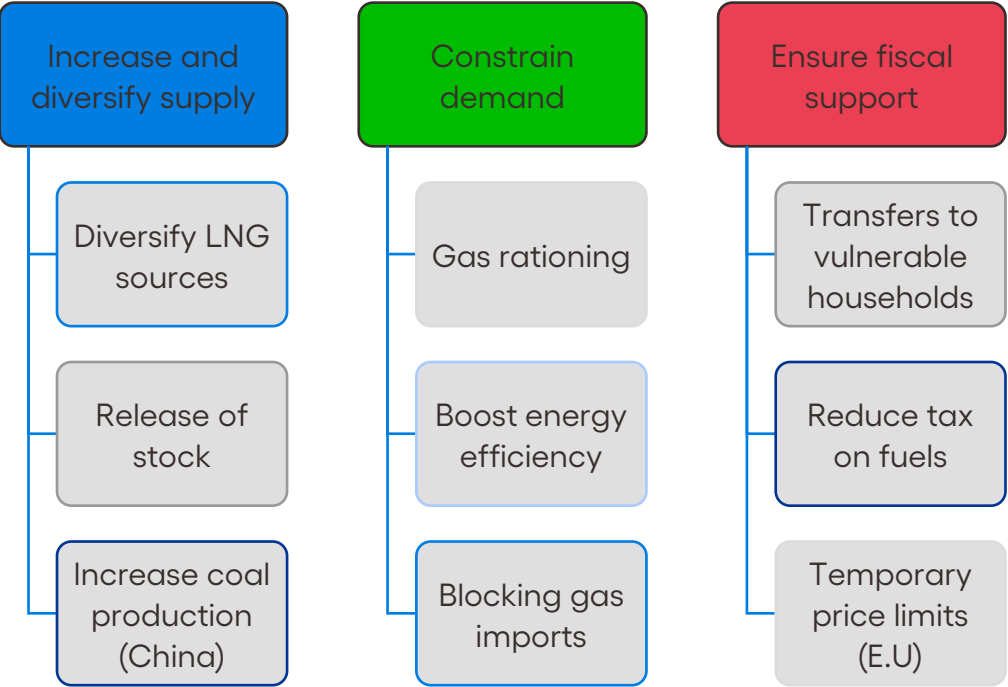 Increase and
diversify supply
Diversify LNG
sources
Release of
stock
Increase coal
production
(China)
Constrain
demand
Gas rationing
Boost energy
efficiency
Blocking gas
imports
Ensure fiscal
support
Transfers to
vulnerable
households
Reduce tax
on fuels
Temporary
price limits
(E.U)